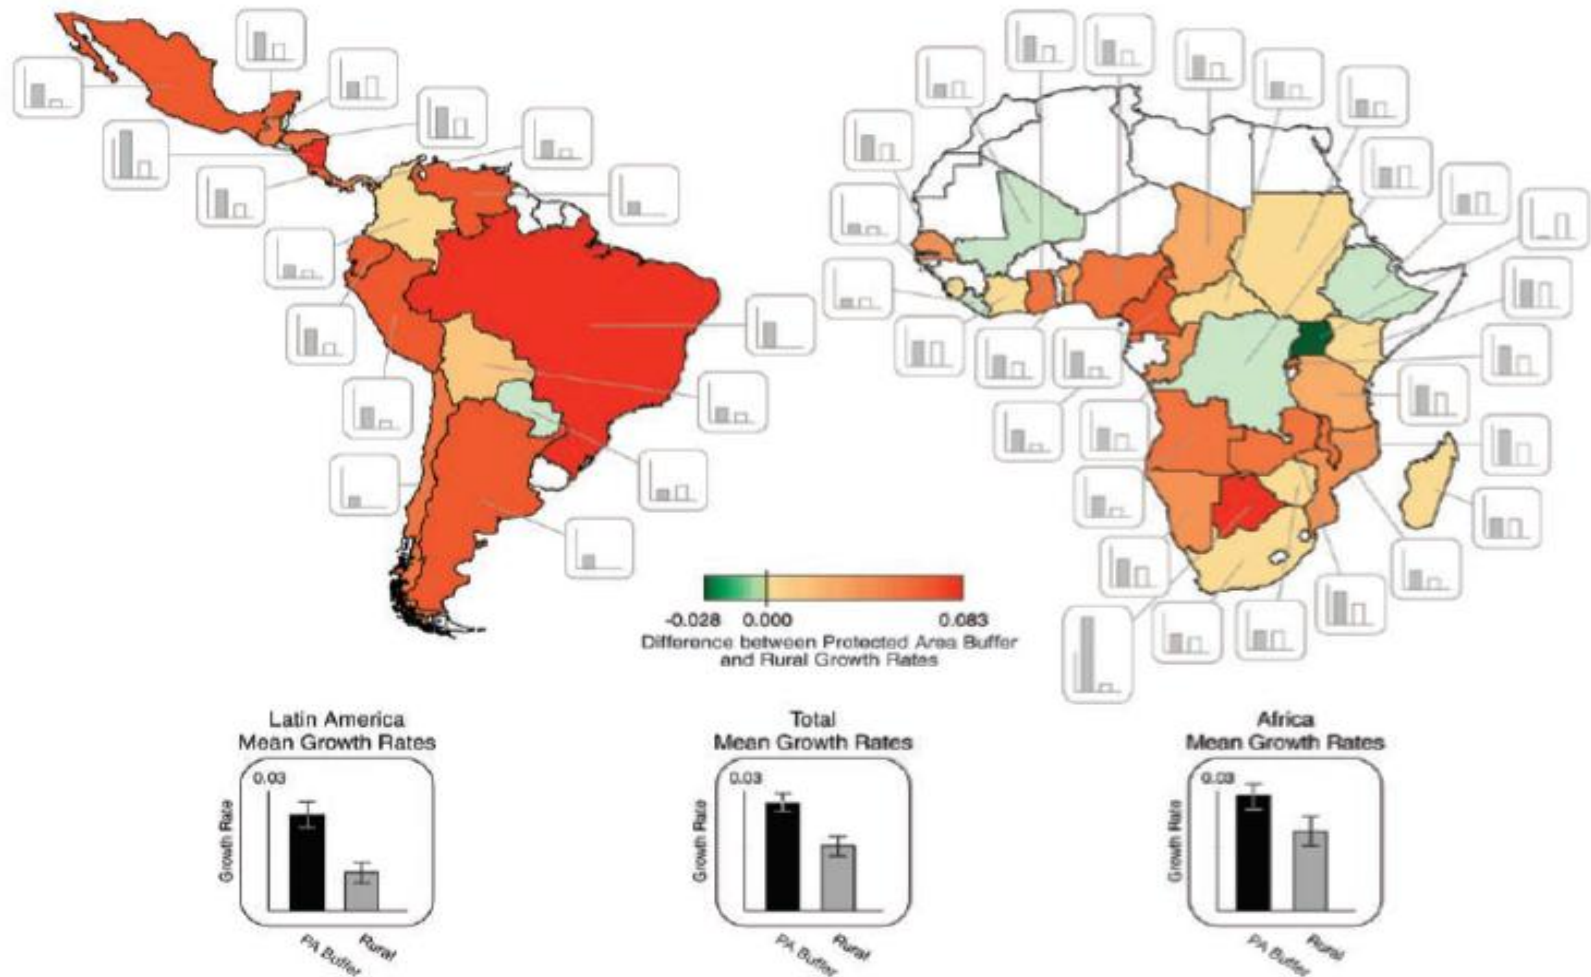 -0.028 0.000 0.083
Difference between Protected Area Buffer
and Rural Growth Rates
Latin America
Mean Growth Rates
0.03
Growth Rate
PA Buffer
Rural
Total
Mean Growth Rates
0.03
Growth Rate
PA Buffer
Rural
Africa
Mean Growth Rates
0.03
Growth Rate
PA Buffer
Rural